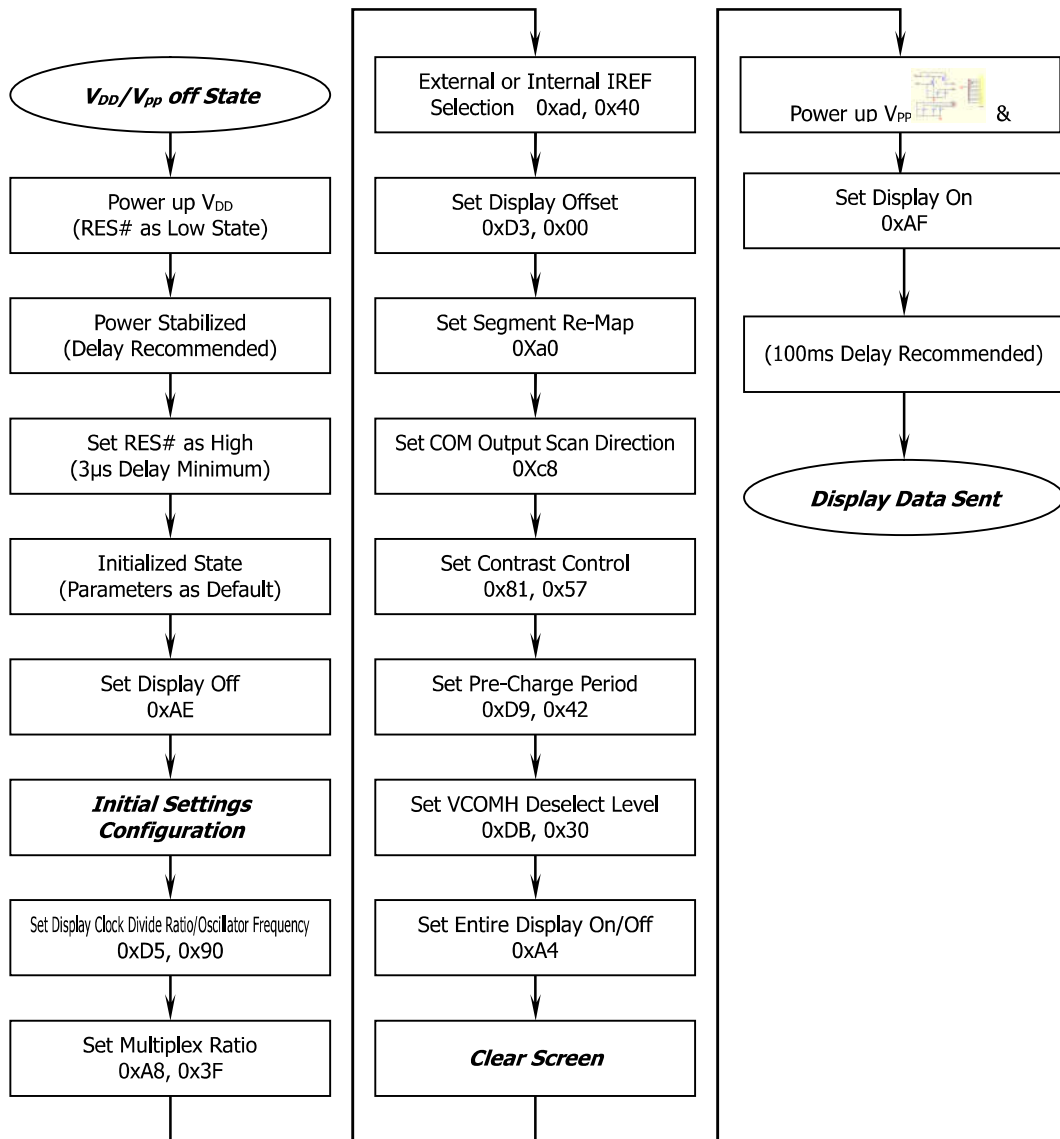 V_DD/V_pp off State
Power up V_DD
(RES# as Low State)
Power Stabilized
(Delay Recommended)
Set RES# as High
(3µs Delay Minimum)
Initialized State
(Parameters as Default)
Set Display Off
0xAE
Initial Settings
Configuration
Set Display Clock Divide Ratio/Oscillator Frequency
0xD5, 0x90
Set Multiplex Ratio
0xA8, 0x3F
External or Internal IREF
Selection 0xad, 0x40
Set Display Offset
0xD3, 0x00
Set Segment Re-Map
0Xa0
Set COM Output Scan Direction
0Xc8
Set Contrast Control
0x81, 0x57
Set Pre-Charge Period
0xD9, 0x42
Set VCOMH Deselect Level
0xDB, 0x30
Set Entire Display On/Off
0xA4
Clear Screen
Power up V_PP &
Set Display On
0xAF
(100ms Delay Recommended)
Display Data Sent